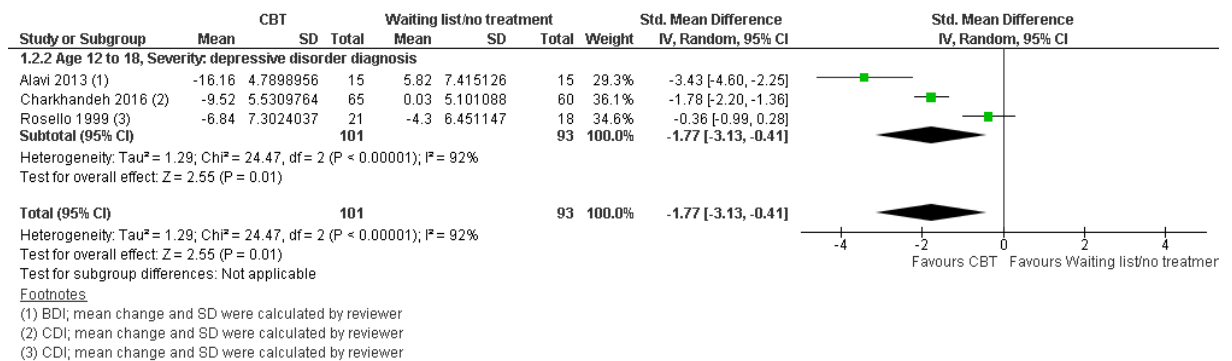 CBT Waiting list/no treatment Std. Mean Difference Std. Mean Difference
Study or Subgroup Mean SD Total Mean SD Total Weight IV, Random, 95% CI IV, Random, 95% CI
1.2.2 Age 12 to 18, Severity: depressive disorder diagnosis
Alavi 2013 (1) -16.16 4.7898956 15 5.82 7.415126 15 29.3% -3.43 [-4.60, -2.25]
Charkhandeh 2016 (2) -9.52 5.5309764 65 0.03 5.101088 60 36.1% -1.78 [-2.20, -1.36]
Rosello 1999 (3) -6.84 7.3024037 21 -4.3 6.451147 18 34.6% -0.36 [-0.99, 0.28]
Subtotal (95% CI) 101 93 100.0% -1.77 [-3.13, -0.41]
Heterogeneity: Tau² = 1.29; Chi² = 24.47, df = 2 (P < 0.00001); I² = 92%
Test for overall effect: Z = 2.55 (P = 0.01)
Total (95% CI) 101 93 100.0% -1.77 [-3.13, -0.41]
Heterogeneity: Tau² = 1.29; Chi² = 24.47, df = 2 (P < 0.00001); I² = 92%
Test for overall effect: Z = 2.55 (P = 0.01)
Test for subgroup differences: Not applicable
-4 -2 0 2 4
Favours CBT Favours Waiting list/no treatmen
Footnotes
(1) BDI; mean change and SD were calculated by reviewer
(2) CDI; mean change and SD were calculated by reviewer
(3) CDI; mean change and SD were calculated by reviewer